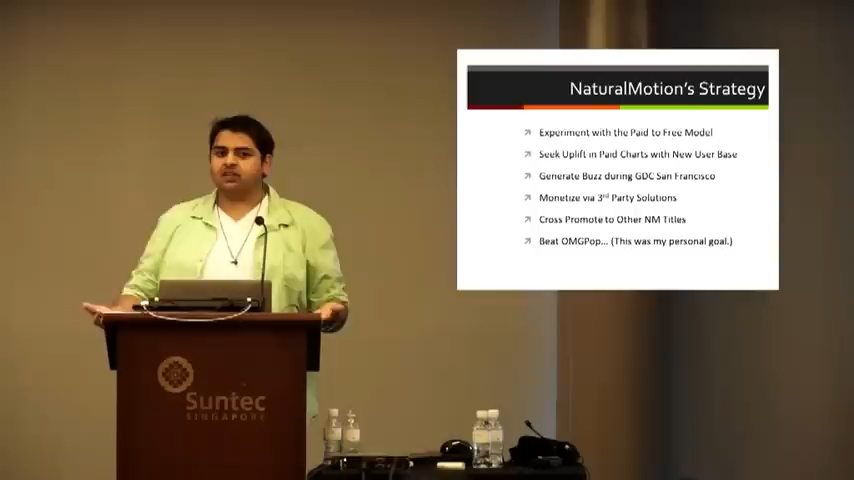 NaturalMotion's Strategy
Experiment with the Paid to Free Model
Seek Uplift in Paid Charts with New User Base
Generate Buzz during GDC San Francisco
Monetize via 3rd Party Solutions
Cross Promote to Other NM Titles
Beat OMGPop... (This was my personal goal.)
Suntec
SINGAPORE